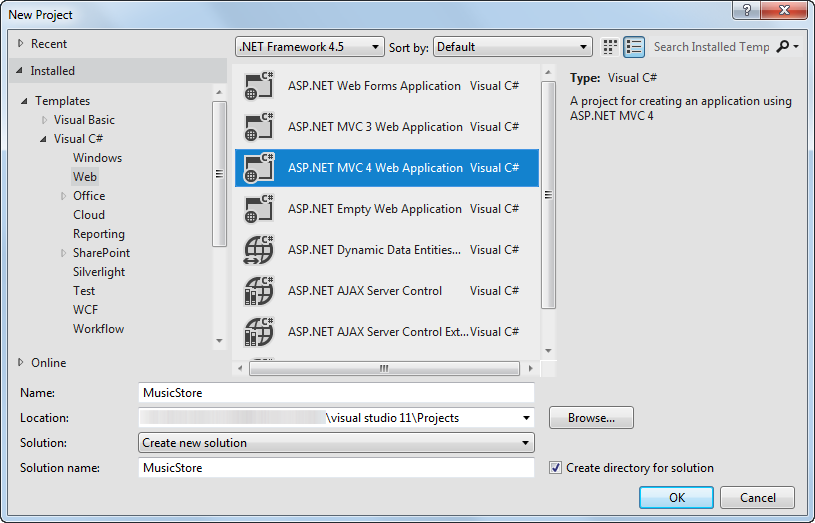 New Project
Recent
.NET Framework 4.5 Sort by: Default Search Installed Temp
Installed
Templates
Visual Basic
Visual C#
Windows
Web
Office
Cloud
Reporting
SharePoint
Silverlight
Test
WCF
Workflow
Online
ASP.NET Web Forms Application Visual C#
ASP.NET MVC 3 Web Application Visual C#
ASP.NET MVC 4 Web Application Visual C#
ASP.NET Empty Web Application Visual C#
ASP.NET Dynamic Data Entities... Visual C#
ASP.NET AJAX Server Control Visual C#
ASP.NET AJAX Server Control Ext... Visual C#
Type: Visual C#
A project for creating an application using
ASP.NET MVC 4
Name: MusicStore
Location: \visual studio 11\Projects Browse...
Solution: Create new solution
Solution name: MusicStore Create directory for solution
OK Cancel